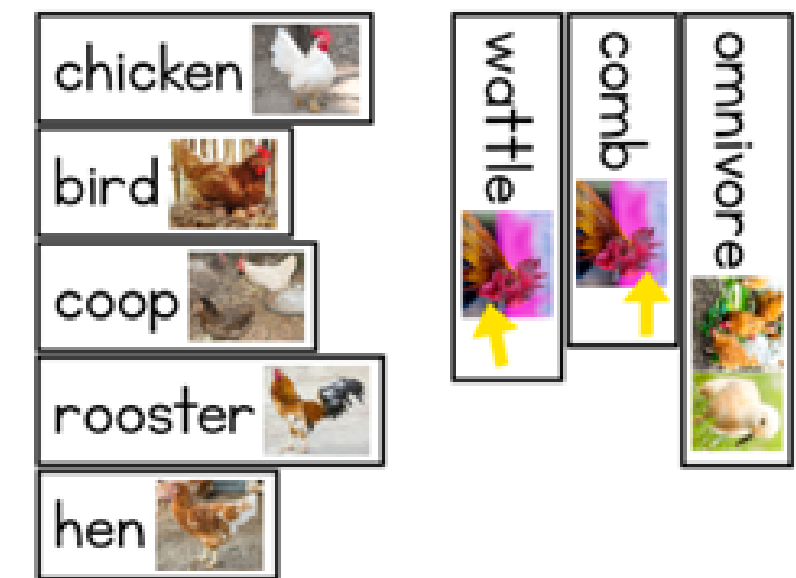 chicken
bird
coop
rooster
hen
wattle
comb
omnivore